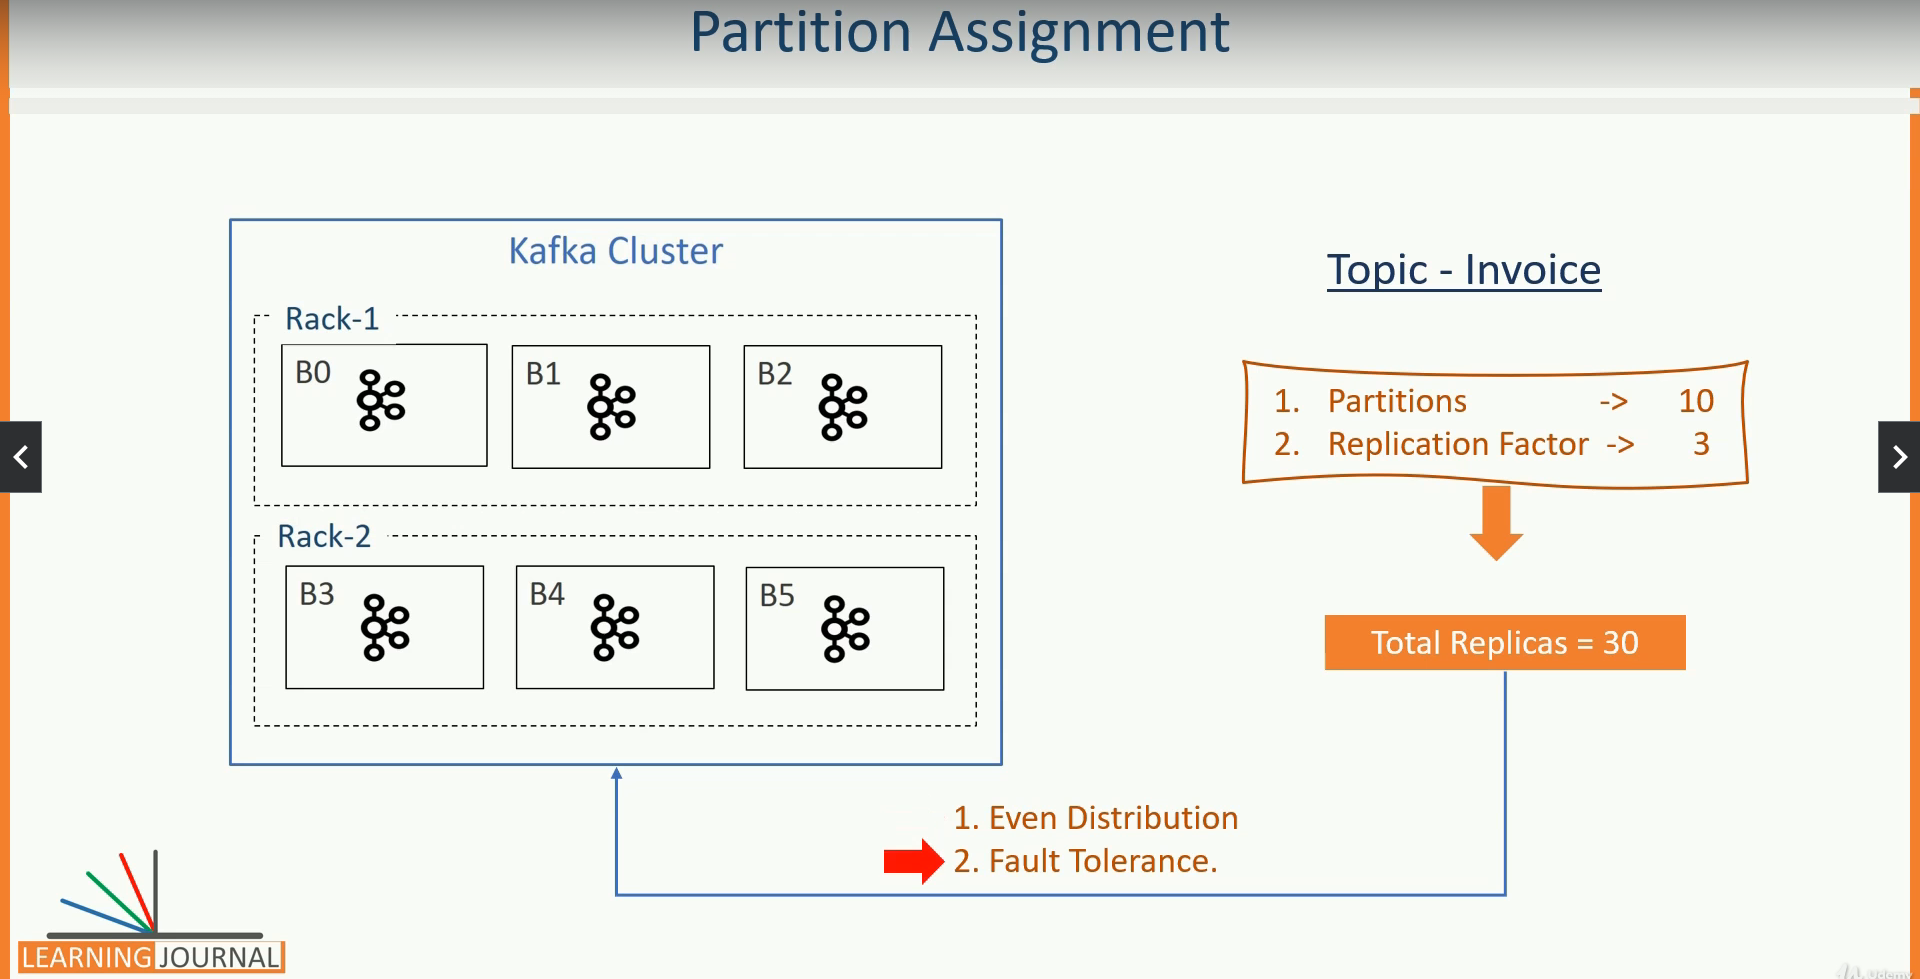 Partition Assignment
Kafka Cluster
Rack-1
B0
B1
B2
Rack-2
B3
B4
B5
Topic - Invoice
1. Partitions -> 10
2. Replication Factor -> 3
Total Replicas = 30
1. Even Distribution
2. Fault Tolerance.
LEARNING JOURNAL
Udemy